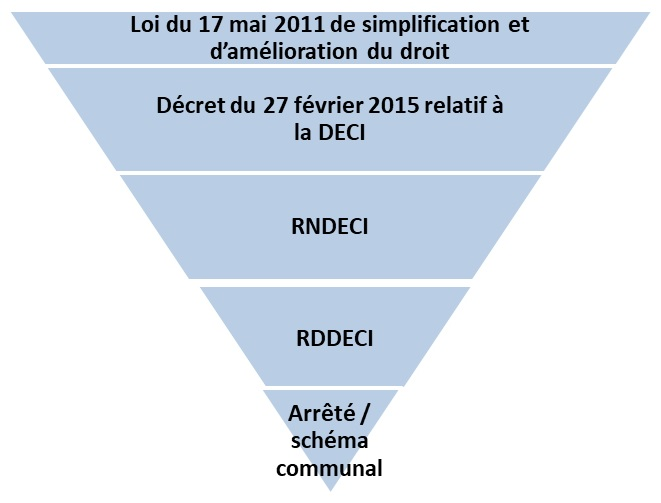 Loi du 17 mai 2011 de simplification et
d’amélioration du droit
Décret du 27 février 2015 relatif à
la DECI
RNDECI
RDDECI
Arrêté /
schéma
communal